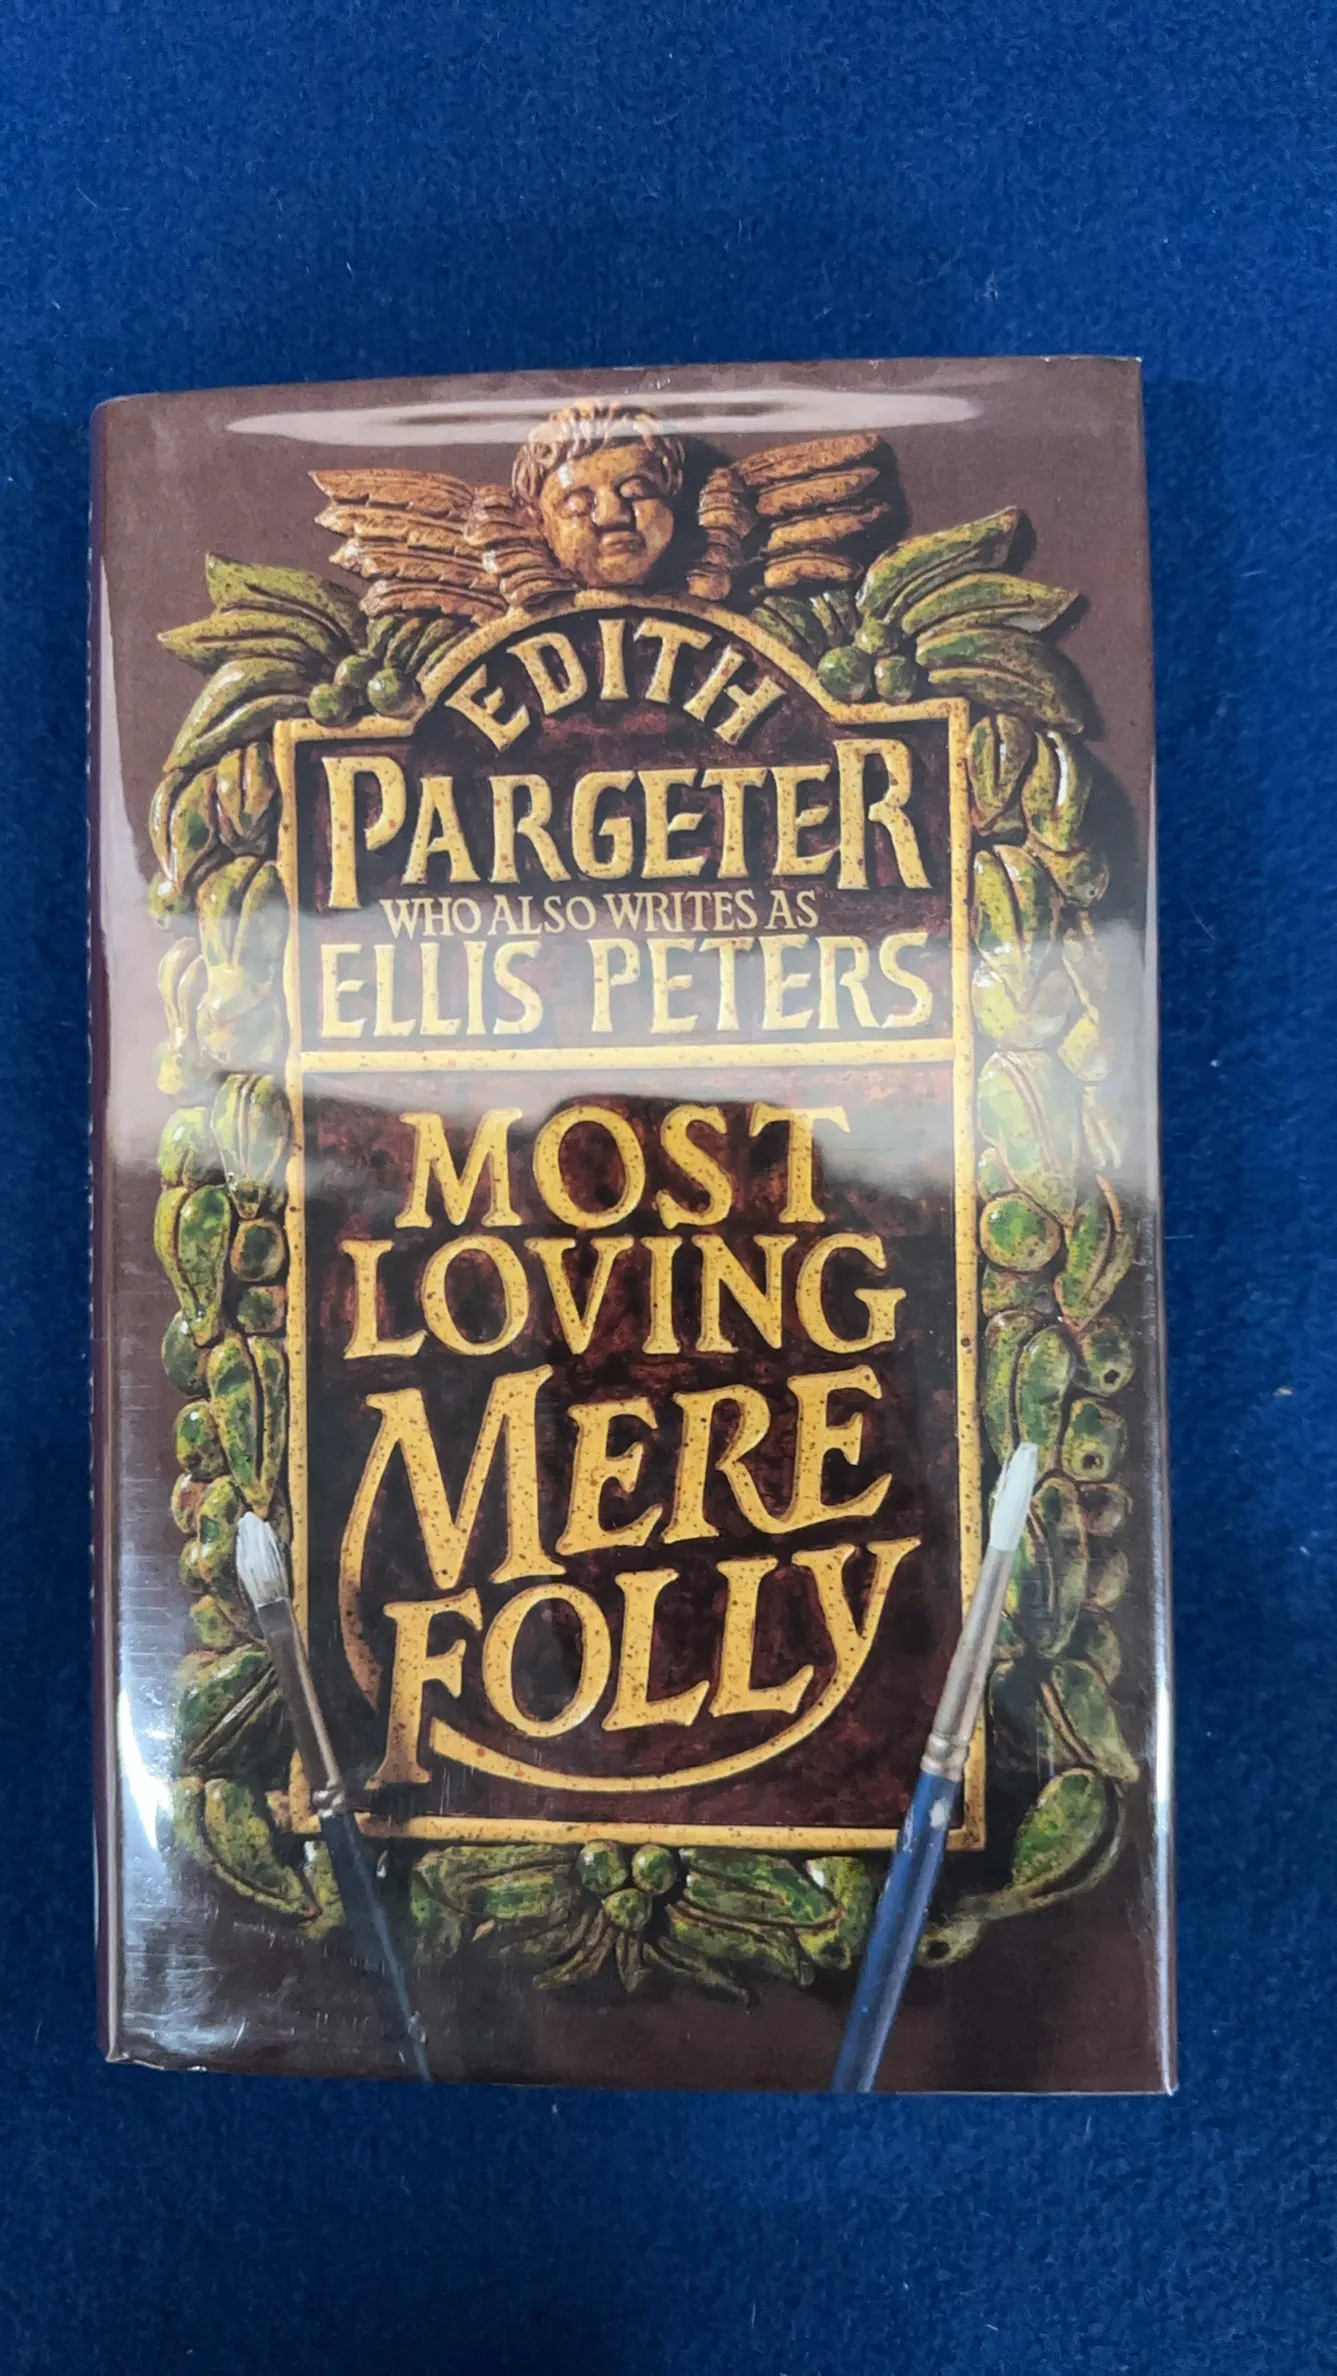 EDITH
PARGETER
WHO ALSO WRITES AS
ELLIS PETERS
MOST
LOVING
MERE
FOLLY